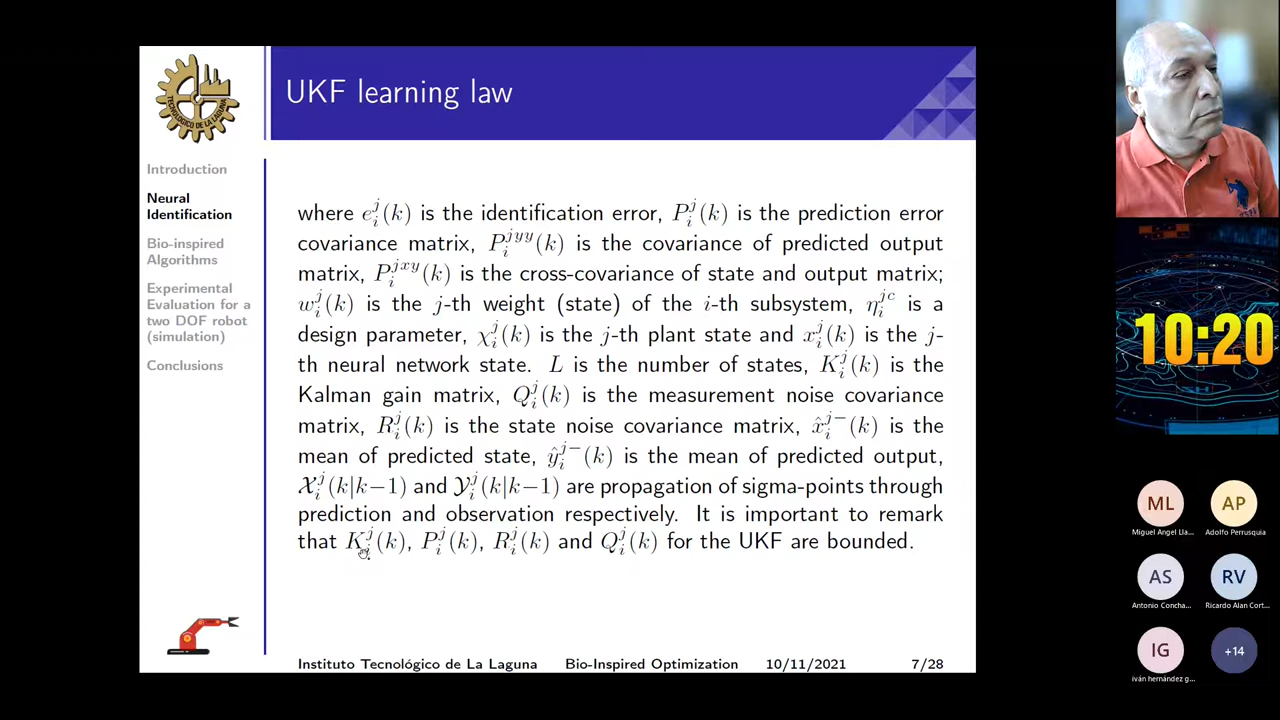 UKF learning law
TECNOLOGICO DE LA LAGUNA
Introduction
Neural
Identification
Bio-inspired
Algorithms
Experimental
Evaluation for a
two DOF robot
(simulation)
Conclusions
where e_i^j(k) is the identification error, P_i^j(k) is the prediction error
covariance matrix, P_i^{jyy}(k) is the covariance of predicted output
matrix, P_i^{jxy}(k) is the cross-covariance of state and output matrix;
w_i^j(k) is the j-th weight (state) of the i-th subsystem, η_i^{jc} is a
design parameter, χ_i^j(k) is the j-th plant state and x_i^j(k) is the j-
th neural network state. L is the number of states, K_i^j(k) is the
Kalman gain matrix, Q_i^j(k) is the measurement noise covariance
matrix, R_i^j(k) is the state noise covariance matrix, x̂_i^{j−}(k) is the
mean of predicted state, ŷ_i^{j−}(k) is the mean of predicted output,
𝒳_i^j(k|k−1) and 𝒴_i^j(k|k−1) are propagation of sigma-points through
prediction and observation respectively. It is important to remark
that K_i^j(k), P_i^j(k), R_i^j(k) and Q_i^j(k) for the UKF are bounded.
Instituto Tecnológico de La Laguna Bio-Inspired Optimization 10/11/2021 7/28
10:20
ML AP
Miguel Angel Lla... Adolfo Perrusquia
AS RV
Antonio Concha... Ricardo Alan Cort...
IG +14
iván hernández g...